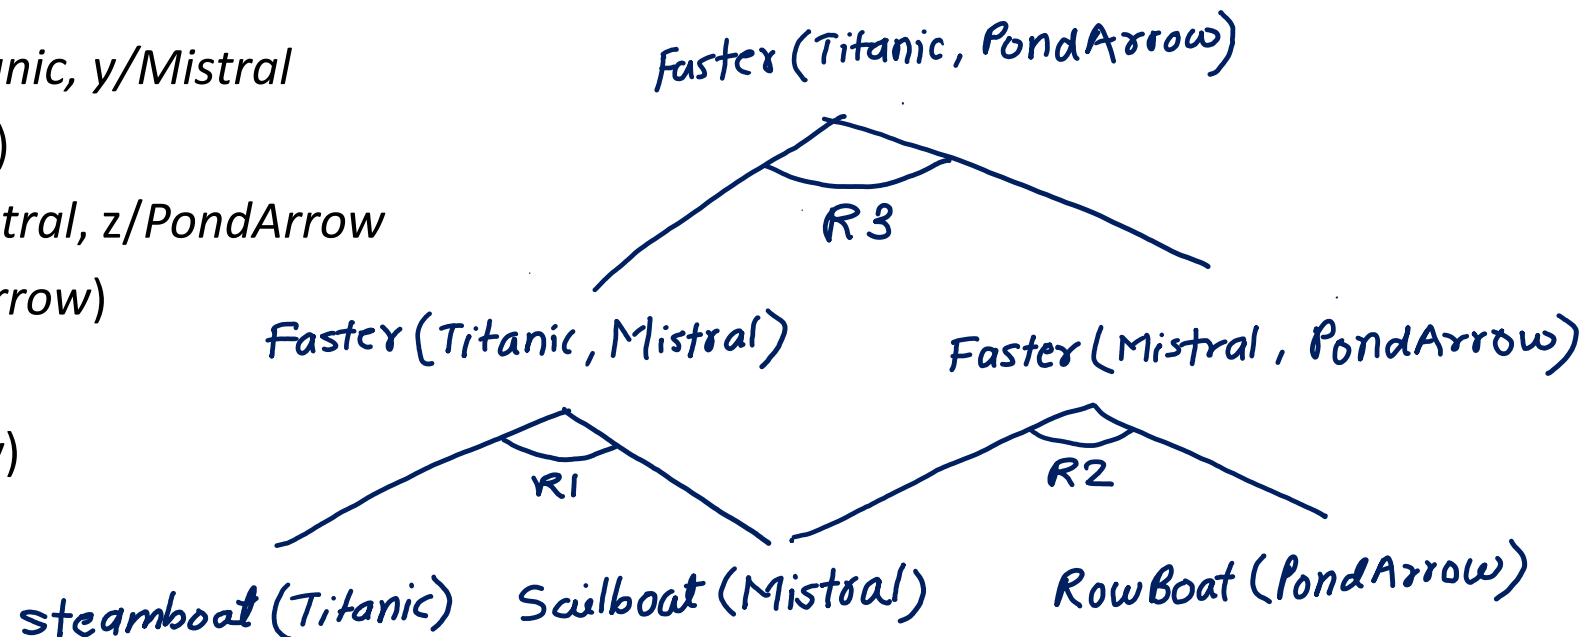 nic, y/Mistral
)
tral, z/PondArrow
rrow)
)
Faster (Titanic, PondArrow)
R3
Faster (Titanic, Mistral) Faster (Mistral, PondArrow)
R1 R2
steamboat (Titanic) Sailboat (Mistral) RowBoat (PondArrow)